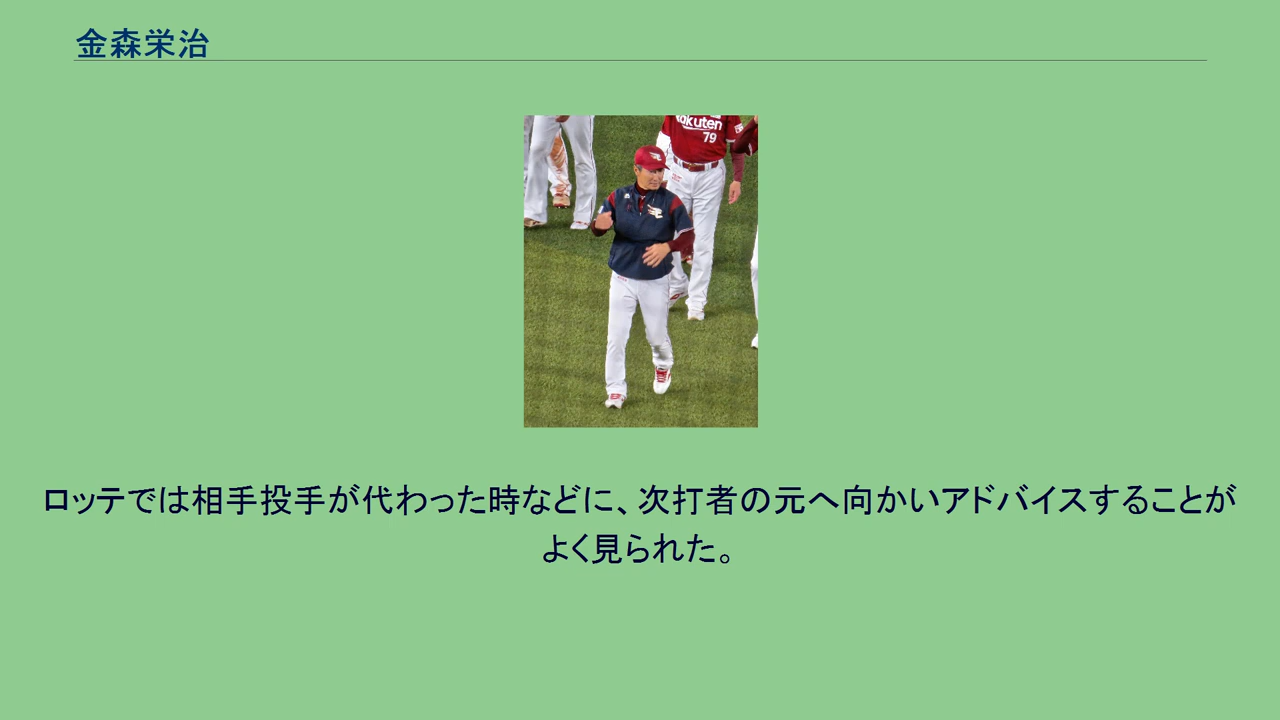 金森栄治
Rakuten
79
ロッテでは相手投手が代わった時などに、次打者の元へ向かいアドバイスすることが
よく見られた。